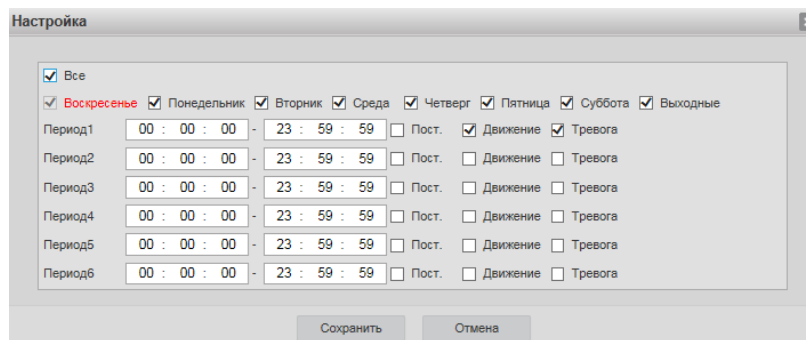 Настройка
Все
Воскресенье Понедельник Вторник Среда Четверг Пятница Суббота Выходные
Период1 00 : 00 : 00 - 23 : 59 : 59 Пост. Движение Тревога
Период2 00 : 00 : 00 - 23 : 59 : 59 Пост. Движение Тревога
Период3 00 : 00 : 00 - 23 : 59 : 59 Пост. Движение Тревога
Период4 00 : 00 : 00 - 23 : 59 : 59 Пост. Движение Тревога
Период5 00 : 00 : 00 - 23 : 59 : 59 Пост. Движение Тревога
Период6 00 : 00 : 00 - 23 : 59 : 59 Пост. Движение Тревога
Сохранить Отмена